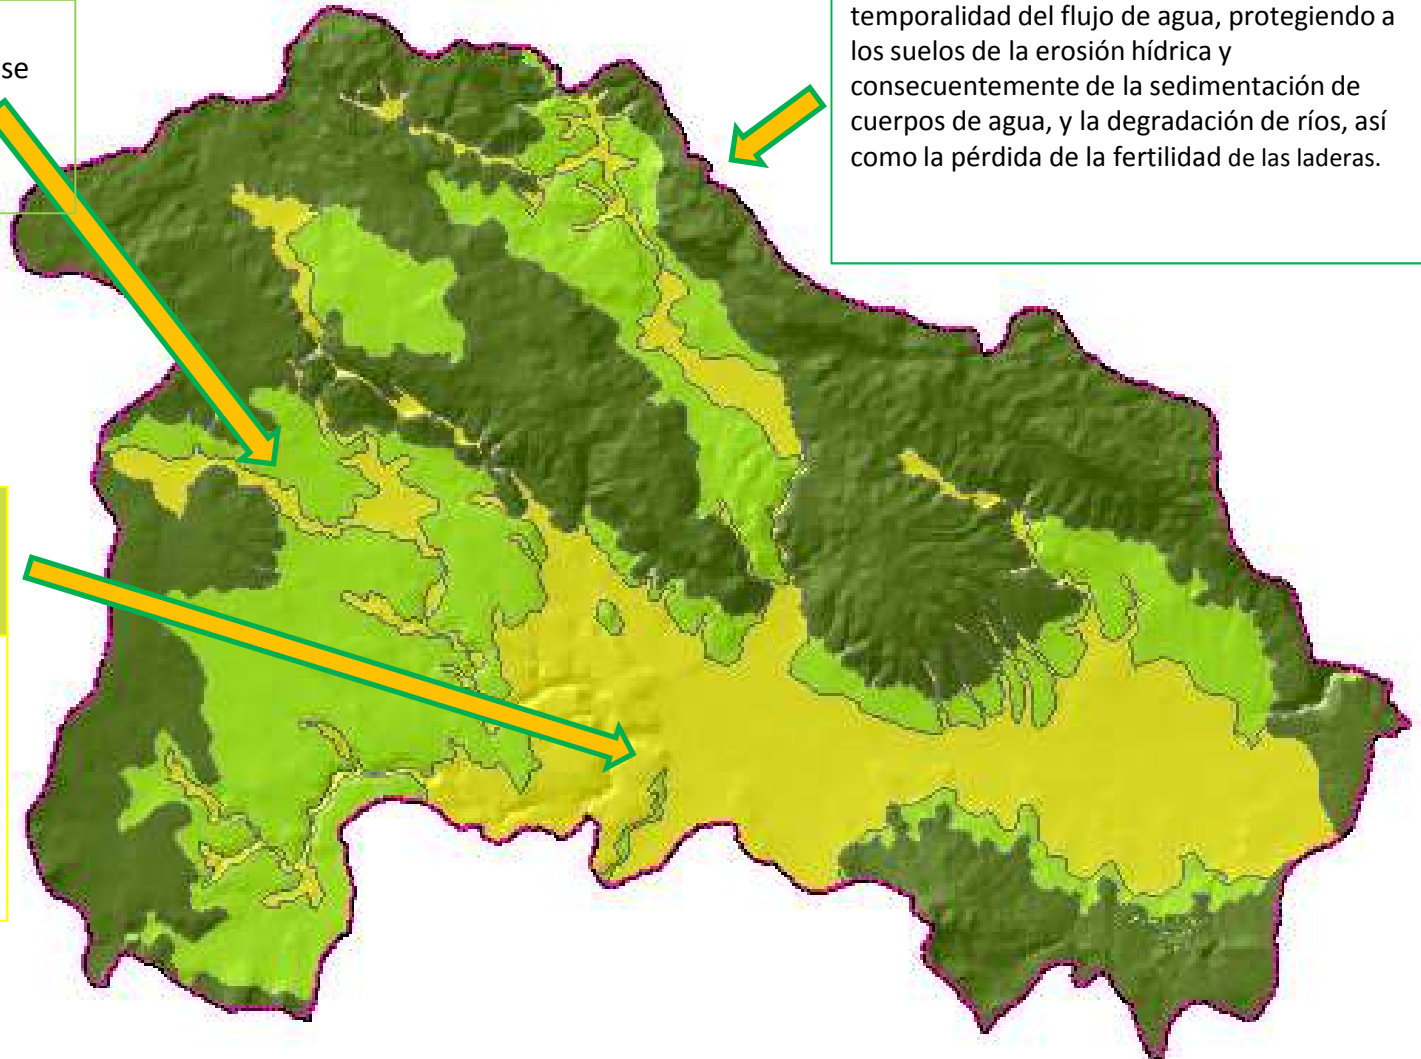 se
temporalidad del flujo de agua, protegiendo a
los suelos de la erosión hídrica y
consecuentemente de la sedimentación de
cuerpos de agua, y la degradación de ríos, así
como la pérdida de la fertilidad de las laderas.